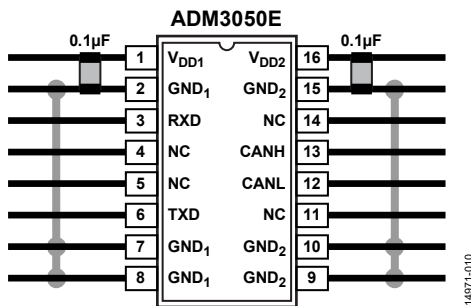 ADM3050E
0.1µF 0.1µF
1 VDD1 VDD2 16
2 GND1 GND2 15
3 RXD NC 14
4 NC CANH 13
5 NC CANL 12
6 TXD NC 11
7 GND1 GND2 10
8 GND1 GND2 9
14971-010